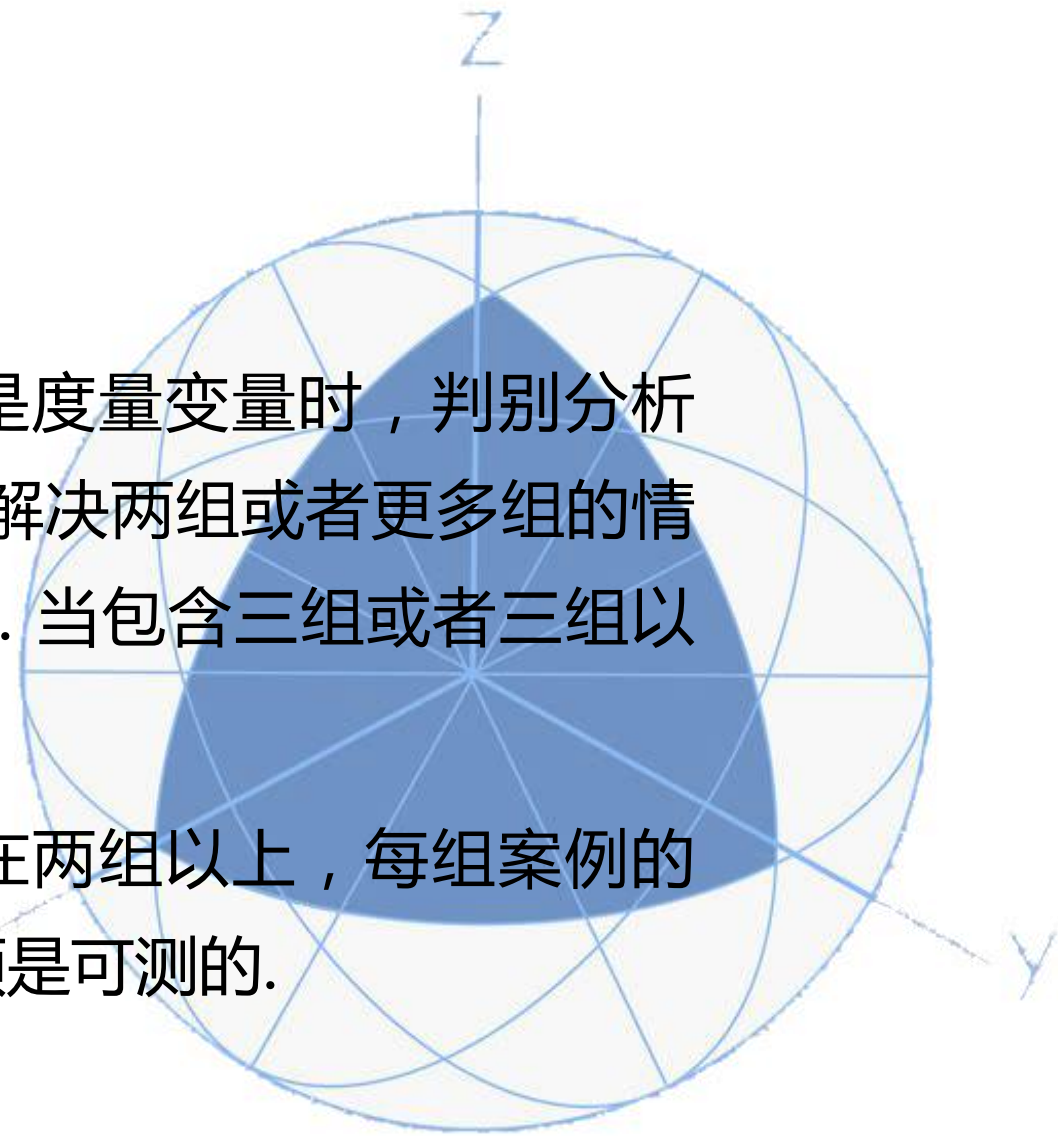 Z
是度量变量时，判别分析
解决两组或者更多组的情
. 当包含三组或者三组以
在两组以上，每组案例的
是可测的.
y